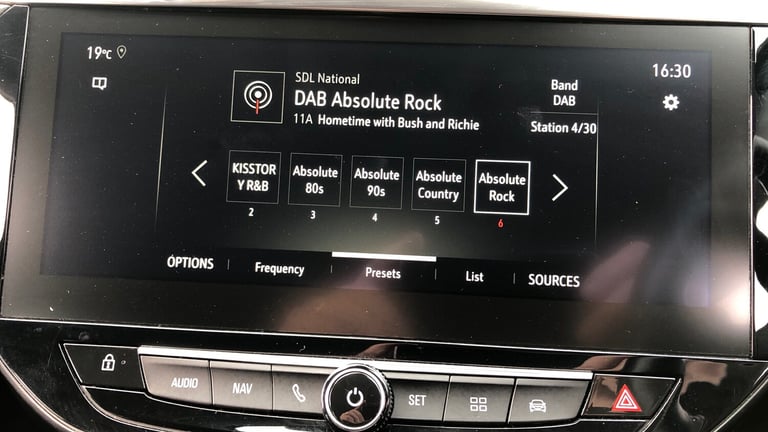 19°C
16:30
SDL National
DAB Absolute Rock
11A Hometime with Bush and Richie
Band
DAB
Station 4/30
KISSTOR
Y R&B
2
Absolute
80s
3
Absolute
90s
4
Absolute
Country
5
Absolute
Rock
6
OPTIONS
Frequency
Presets
List
SOURCES
AUDIO
NAV
SET